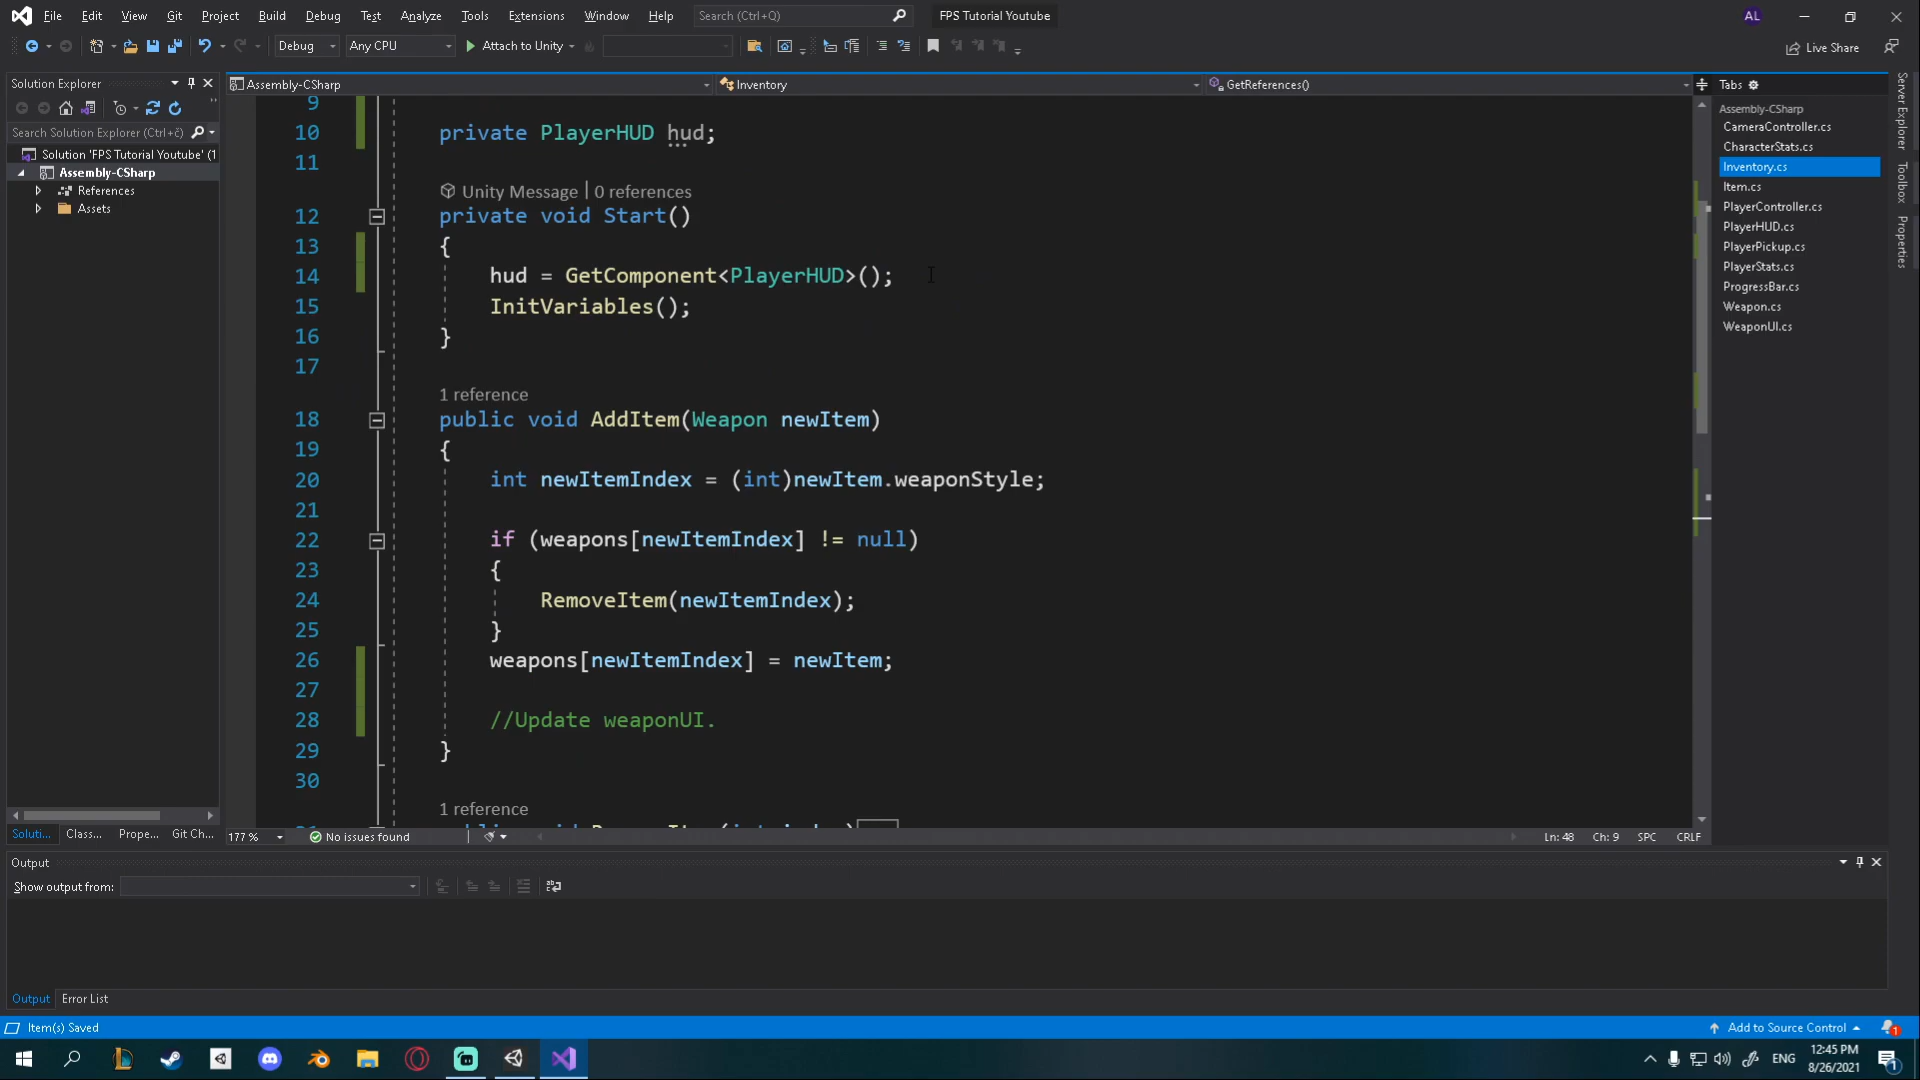 File Edit View Git Project Build Debug Test Analyze Tools Extensions Window Help Search (Ctrl+Q) FPS Tutorial Youtube AL
Debug Any CPU Attach to Unity Live Share
Solution Explorer
Search Solution Explorer (Ctrl+č)
Solution 'FPS Tutorial Youtube' (1
Assembly-CSharp
References
Assets
Soluti... Class... Prope... Git Ch...
Assembly-CSharp Inventory GetReferences()
9
10 private PlayerHUD hud;
11
Unity Message | 0 references
12 private void Start()
13 {
14 hud = GetComponent<PlayerHUD>();
15 InitVariables();
16 }
17
1 reference
18 public void AddItem(Weapon newItem)
19 {
20 int newItemIndex = (int)newItem.weaponStyle;
21
22 if (weapons[newItemIndex] != null)
23 {
24 RemoveItem(newItemIndex);
25 }
26 weapons[newItemIndex] = newItem;
27
28 //Update weaponUI.
29 }
30
1 reference
177 % No issues found Ln: 48 Ch: 9 SPC CRLF
Tabs
Assembly-CSharp
CameraController.cs
CharacterStats.cs
Inventory.cs
Item.cs
PlayerController.cs
PlayerHUD.cs
PlayerPickup.cs
PlayerStats.cs
ProgressBar.cs
Weapon.cs
WeaponUI.cs
Server Explorer
Toolbox
Properties
Output
Show output from:
Output Error List
Item(s) Saved Add to Source Control 1
ENG 12:45 PM 8/26/2021 1